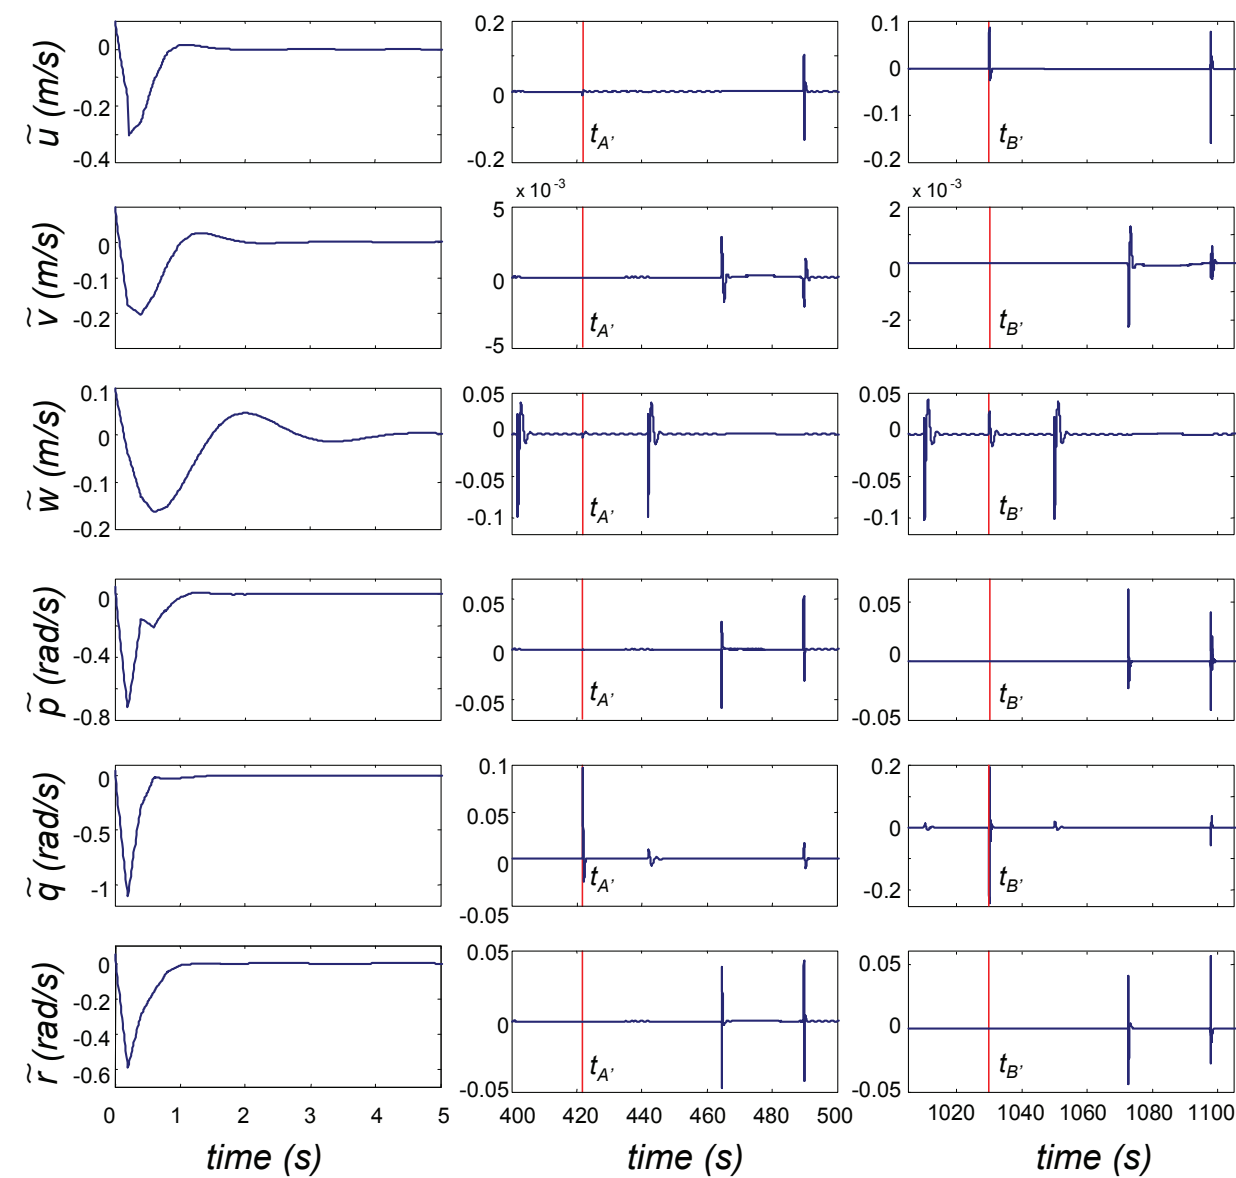 ũ (m/s)
0
-0.2
-0.4
0.2
0
-0.2
t_A'
0.1
0
-0.1
-0.2
t_B'
ṽ (m/s)
0
-0.1
-0.2
x 10 -3
5
0
-5
t_A'
x 10 -3
2
0
-2
t_B'
w̃ (m/s)
0.1
0
-0.1
-0.2
0.05
0
-0.05
-0.1
t_A'
0.05
0
-0.05
-0.1
t_B'
p̃ (rad/s)
0
-0.4
-0.8
0.05
0
-0.05
t_A'
0.05
0
-0.05
t_B'
q̃ (rad/s)
0
-0.5
-1
0.1
0.05
0
-0.05
t_A'
0.2
0
-0.2
t_B'
r̃ (rad/s)
0
-0.2
-0.4
-0.6
0.05
0
-0.05
t_A'
0.05
0
-0.05
t_B'
0 1 2 3 4 5
400 420 440 460 480 500
1020 1040 1060 1080 1100
time (s)
time (s)
time (s)